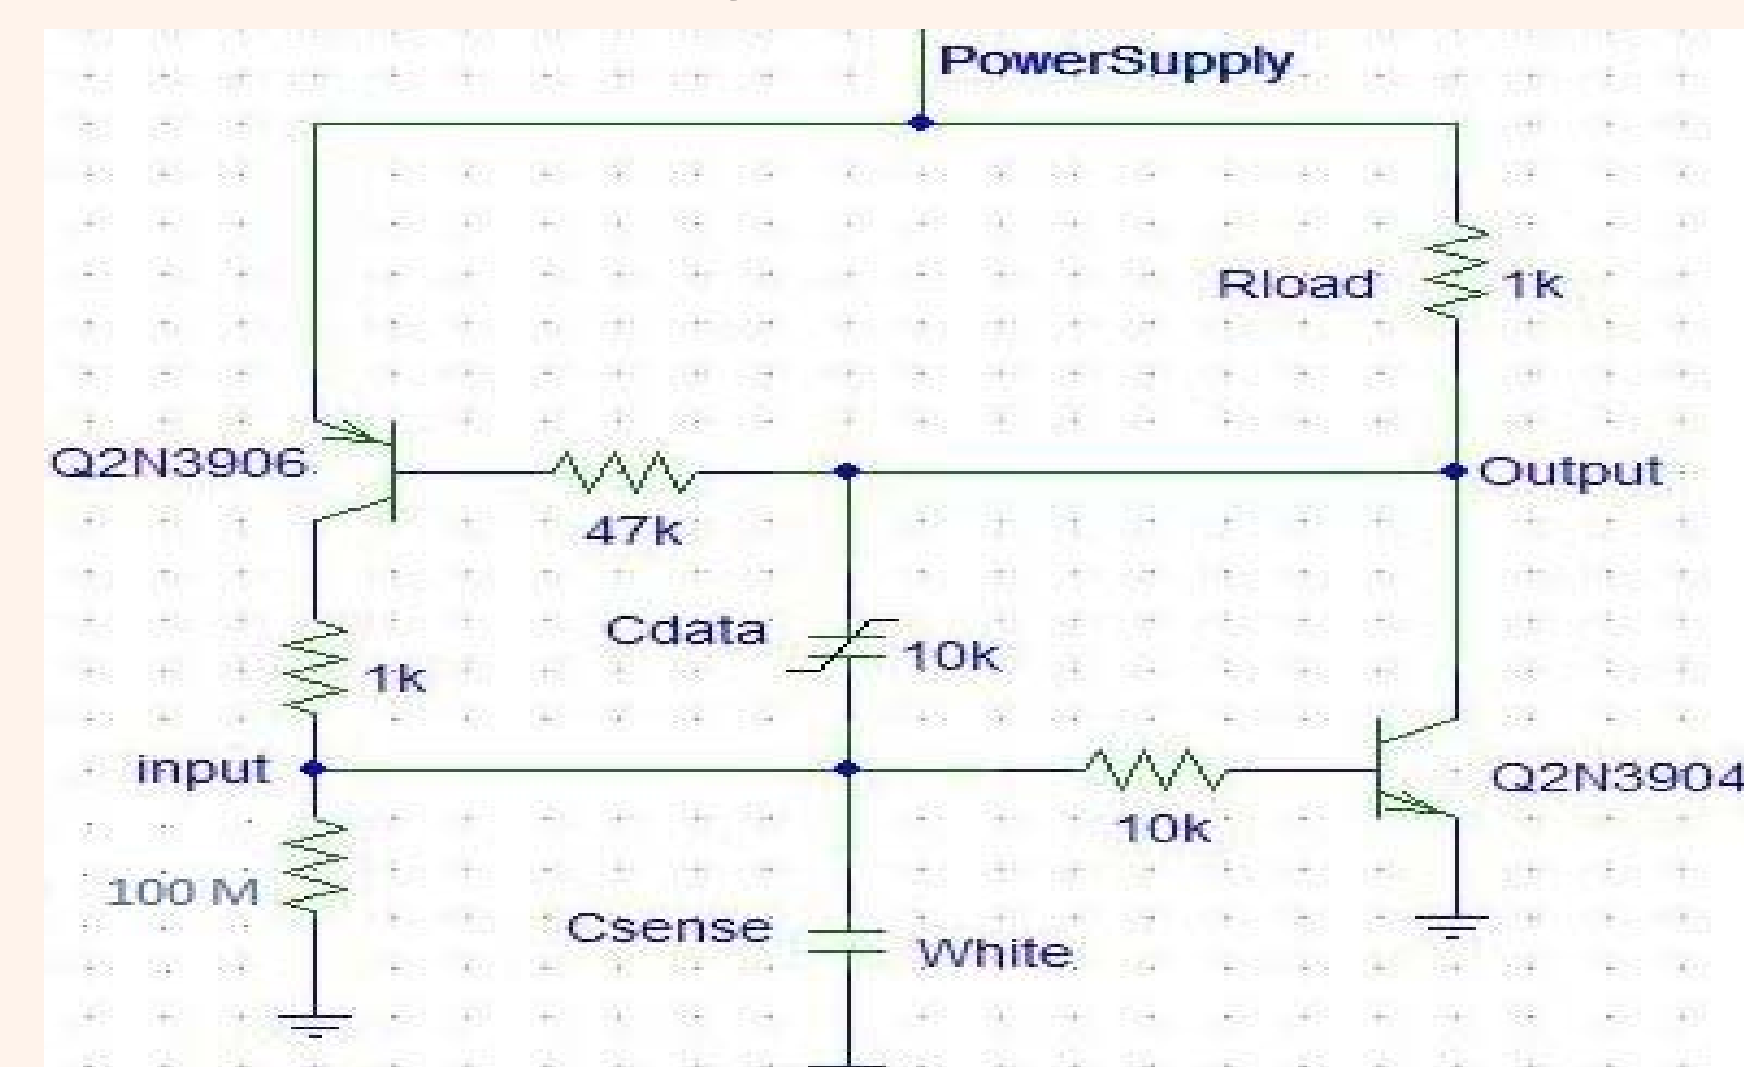 PowerSupply
Rload
1k
Q2N3906
Output
47k
Cdata
10k
1k
input
Q2N3904
10k
100 M
Csense
White